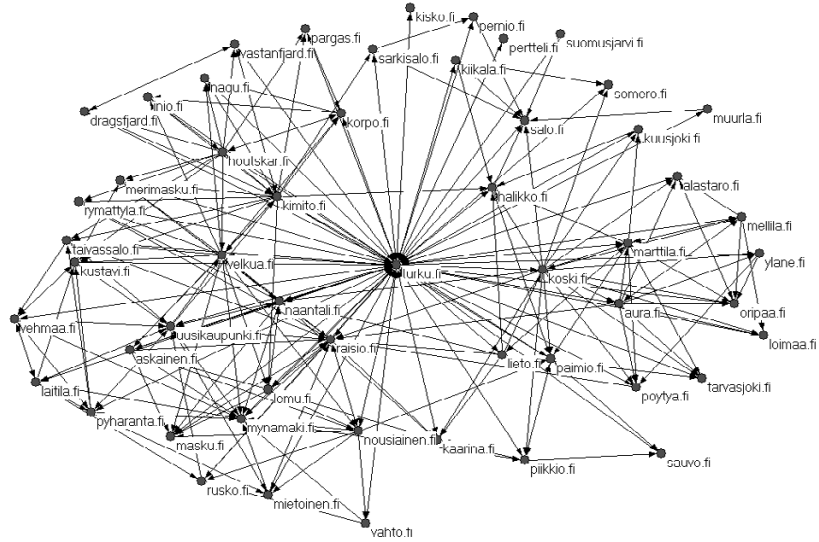 kisko.fi
pernio.fi
pargas.fi
suomusjarvi.fi
vastanfjard.fi
pertteli.fi
sarkisalo.fi
kiikala.fi
nagu.fi
somero.fi
inio.fi
dragsfjard.fi
korpo.fi
muurla.fi
salo.fi
kuusjoki.fi
houtskar.fi
merimasku.fi
halikko.fi
alastaro.fi
rymattyla.fi
kimito.fi
mellila.fi
taivassalo.fi
marttila.fi
velkua.fi
ylane.fi
kustavi.fi
turku.fi
koski.fi
naantali.fi
aura.fi
oripaa.fi
vehmaa.fi
uusikaupunki.fi
loimaa.fi
raisio.fi
askainen.fi
lieto.fi
paimio.fi
tarvasjoki.fi
laitila.fi
lemu.fi
poytya.fi
pyharanta.fi
mynamaki.fi
masku.fi
nousiainen.fi
kaarina.fi
sauvo.fi
piikkio.fi
rusko.fi
mietoinen.fi
vahto.fi